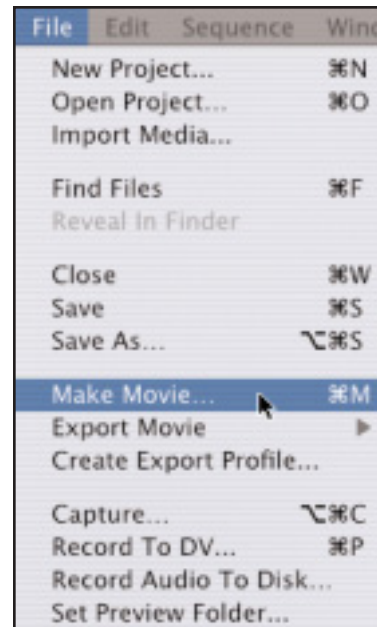 File Edit Sequence
New Project... ⌘N
Open Project... ⌘O
Import Media...
Find Files ⌘F
Reveal In Finder
Close ⌘W
Save ⌘S
Save As... ⌥⌘S
Make Movie... ⌘M
Export Movie ▶
Create Export Profile...
Capture... ⌥⌘C
Record To DV... ⌘P
Record Audio To Disk...
Set Preview Folder...